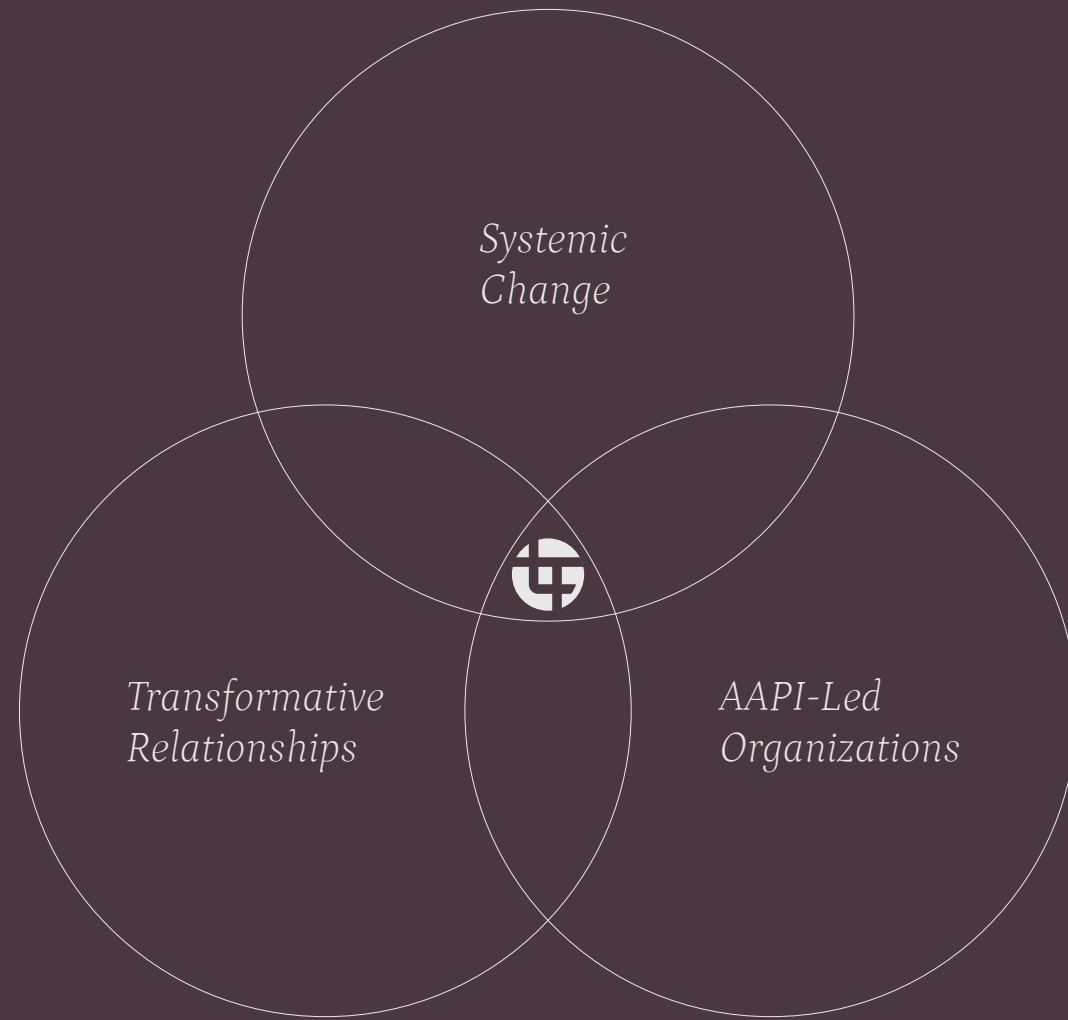 Systemic
Change
Transformative
Relationships
AAPI-Led
Organizations